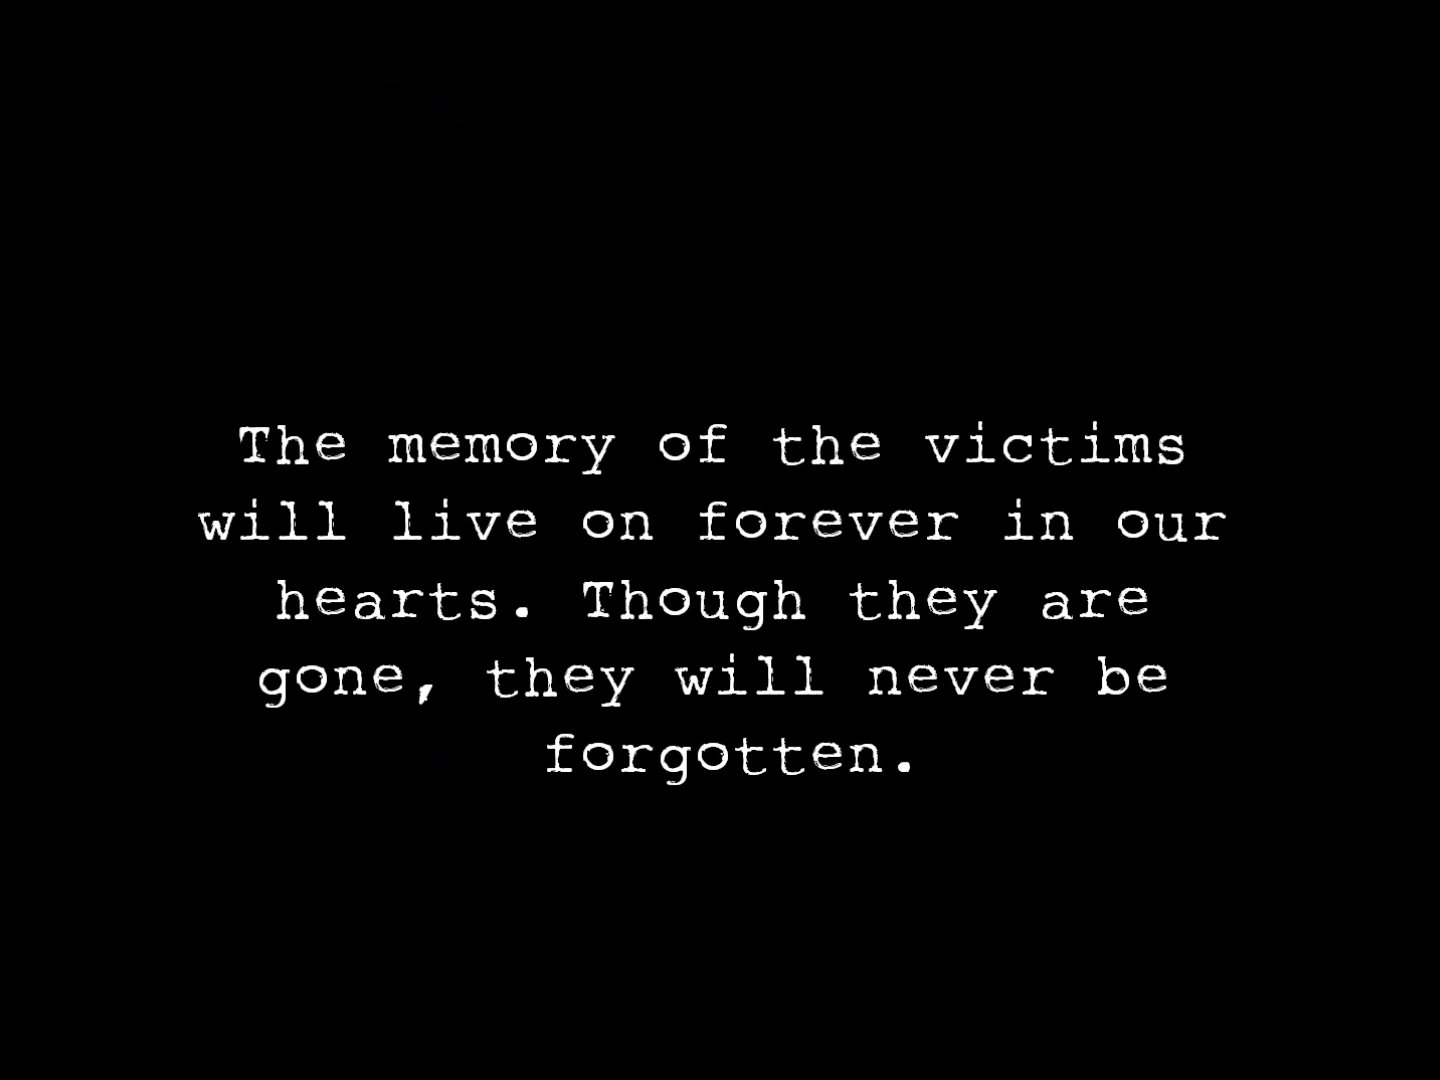 The memory of the victims
will live on forever in our
hearts. Though they are
gone, they will never be
forgotten.